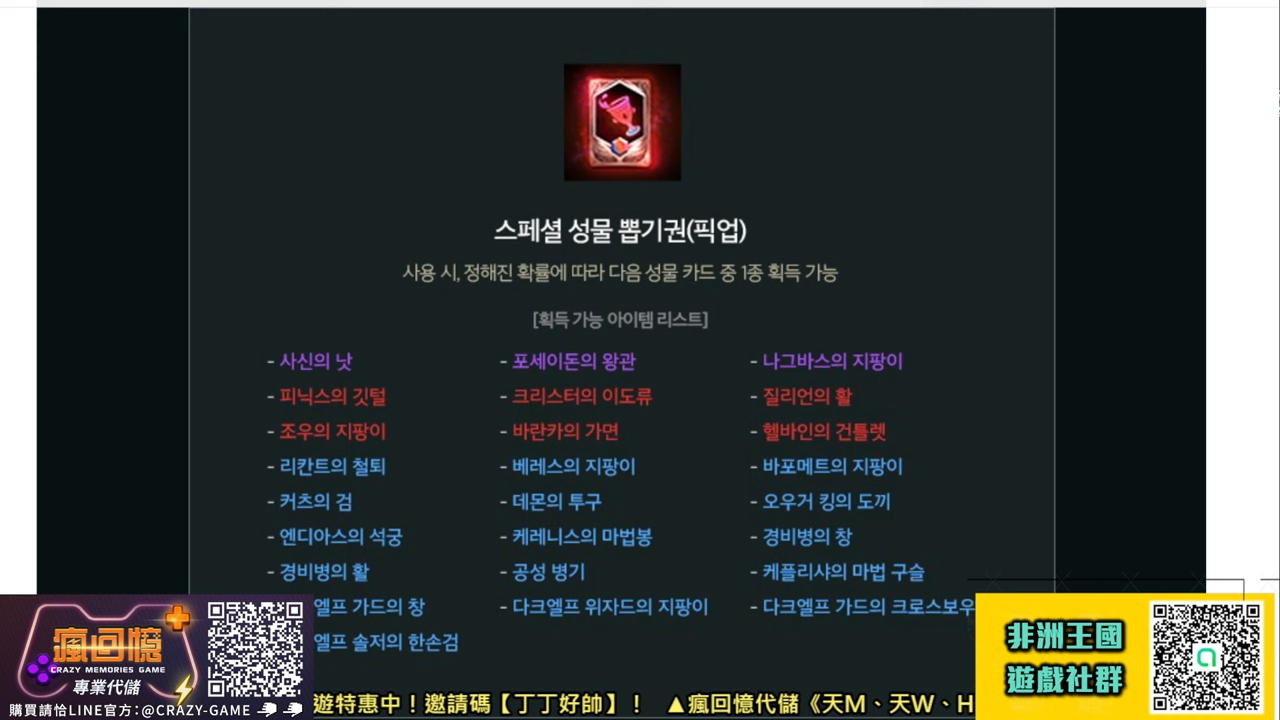 스페셜 성물 뽑기권(픽업)
사용 시, 정해진 확률에 따라 다음 성물 카드 중 1종 획득 가능
[획득 가능 아이템 리스트]
- 사신의 낫 - 포세이돈의 왕관 - 나그바스의 지팡이
- 피닉스의 깃털 - 크리스터의 이도류 - 질리언의 활
- 조우의 지팡이 - 바란카의 가면 - 헬바인의 건틀렛
- 리칸트의 철퇴 - 베레스의 지팡이 - 바포메트의 지팡이
- 커츠의 검 - 데몬의 투구 - 오우거 킹의 도끼
- 엔디아스의 석궁 - 케레니스의 마법봉 - 경비병의 창
- 경비병의 활 - 공성 병기 - 케플리샤의 마법 구슬
엘프 가드의 창 - 다크엘프 위자드의 지팡이 - 다크엘프 가드의 크로스보우
엘프 솔저의 한손검
瘋回憶
CRAZY MEMORIES GAME
專業代儲
購買請恰LINE官方:@CRAZY-GAME
遊特惠中！邀請碼【丁丁好帥】！ ▲瘋回憶代儲《天M、天W、H
非洲王國
遊戲社群